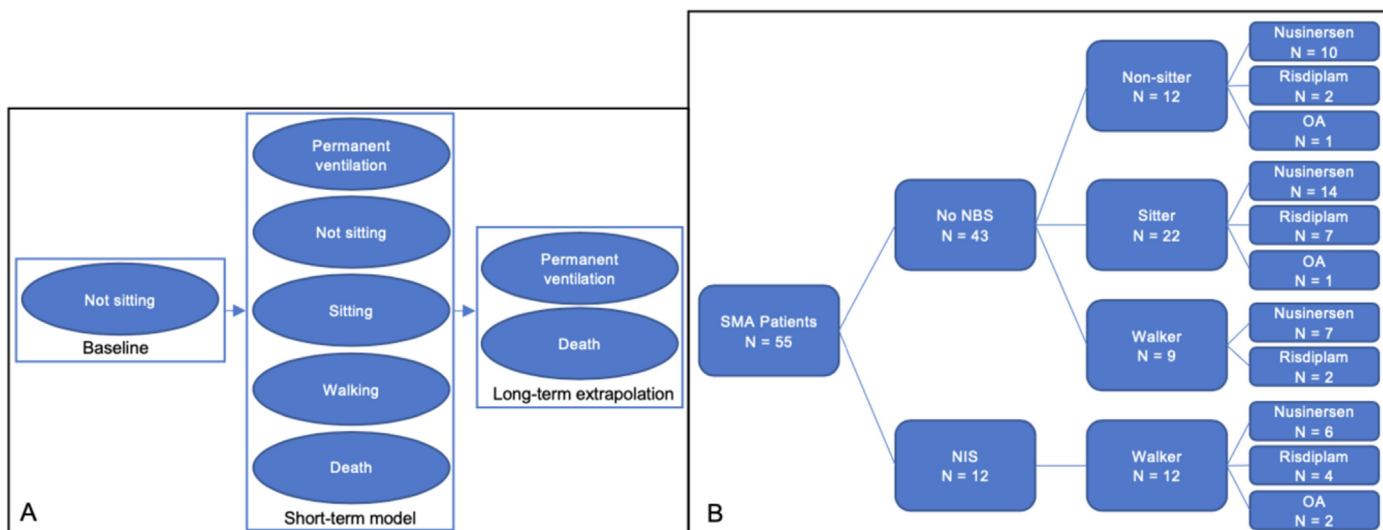 Not sitting
Baseline
Permanent
ventilation
Not sitting
Sitting
Walking
Death
Short-term model
Permanent
ventilation
Death
Long-term extrapolation
A
SMA Patients
N = 55
No NBS
N = 43
NIS
N = 12
Non-sitter
N = 12
Sitter
N = 22
Walker
N = 9
Walker
N = 12
Nusinersen
N = 10
Risdiplam
N = 2
OA
N = 1
Nusinersen
N = 14
Risdiplam
N = 7
OA
N = 1
Nusinersen
N = 7
Risdiplam
N = 2
Nusinersen
N = 6
Risdiplam
N = 4
OA
N = 2
B